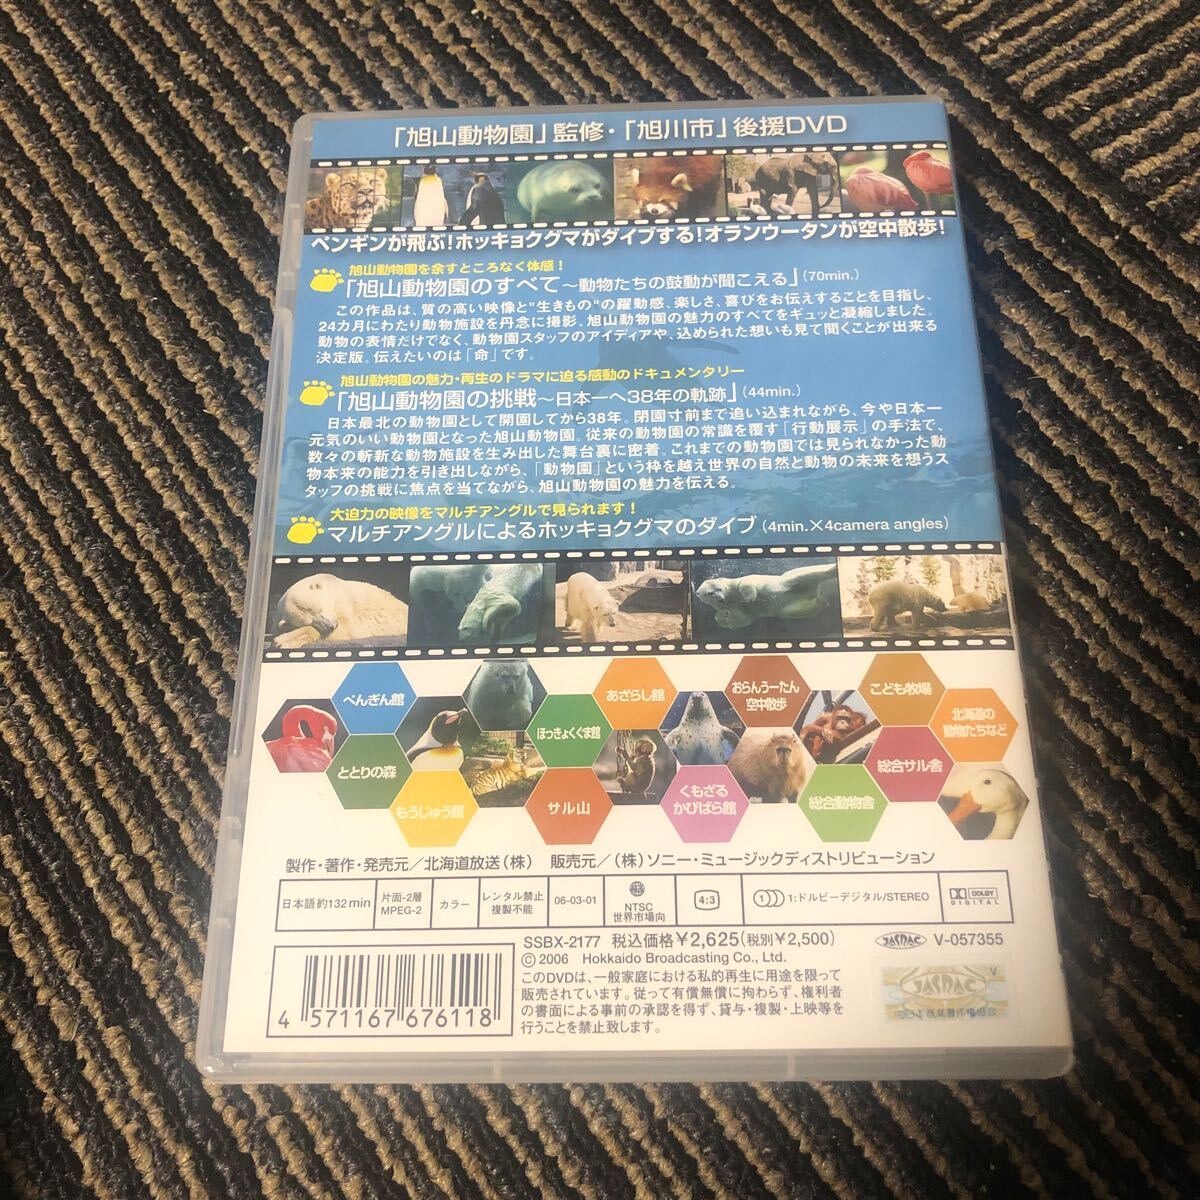 「旭山動物園」監修・「旭川市」後援DVD
ペンギンが飛ぶ!ホッキョクグマがダイブする!オランウータンが空中散歩!
旭山動物園を余すところなく体感!
「旭山動物園のすべて〜動物たちの鼓動が聞こえる」(70min.)
この作品は、質の高い映像と"生きもの"の躍動感、楽しさ、喜びをお伝えすることを目指し、
24カ月にわたり動物施設を丹念に撮影、旭山動物園の魅力のすべてをギュッと凝縮しました。
動物の表情だけでなく、動物園スタッフのアイディアや、込められた想いも見て聞くことが出来る
決定版。伝えたいのは「命」です。
旭山動物園の魅力・再生のドラマに迫る感動のドキュメンタリー
「旭山動物園の挑戦〜日本一へ38年の軌跡」(44min.)
日本最北の動物園として開園してから38年。閉園寸前まで追い込まれながら、今や日本一
元気のいい動物園となった旭山動物園。従来の動物園の常識を覆す「行動展示」の手法で、
数々の斬新な動物施設を生み出した舞台裏に密着。これまでの動物園では見られなかった動
物本来の能力を引き出しながら、「動物園」という枠を越え世界の自然と動物の未来を想うス
タッフの挑戦に焦点を当てながら、旭山動物園の魅力を伝える。
大迫力の映像をマルチアングルで見られます!
マルチアングルによるホッキョクグマのダイブ(4min.×4camera angles)
ぺんぎん館
あざらし館
おらんうーたん
空中散歩
こども牧場
ほっきょくぐま館
北海道の
動物たちなど
ととりの森
総合サル舎
もうじゅう館
サル山
くもざる
かぴばら館
総合動物舎
製作・著作・発売元/北海道放送(株) 販売元/(株)ソニー・ミュージックディストリビューション
日本語約132min
片面・2層
MPEG-2
カラー
レンタル禁止
複製不能
06-03-01
NTSC
世界市場向
4:3
1:ドルビーデジタル/STEREO
DOLBY
DIGITAL
SSBX-2177 税込価格¥2,625(税別¥2,500)
JASRAC V-057355
© 2006 Hokkaido Broadcasting Co., Ltd.
このDVDは、一般家庭における私的再生に用途を限って
販売されています。従って有償無償に拘わらず、権利者
の書面による事前の承認を得ず、貸与・複製・上映等を
行うことを禁止致します。
4 571167 676118
V
JASRAC